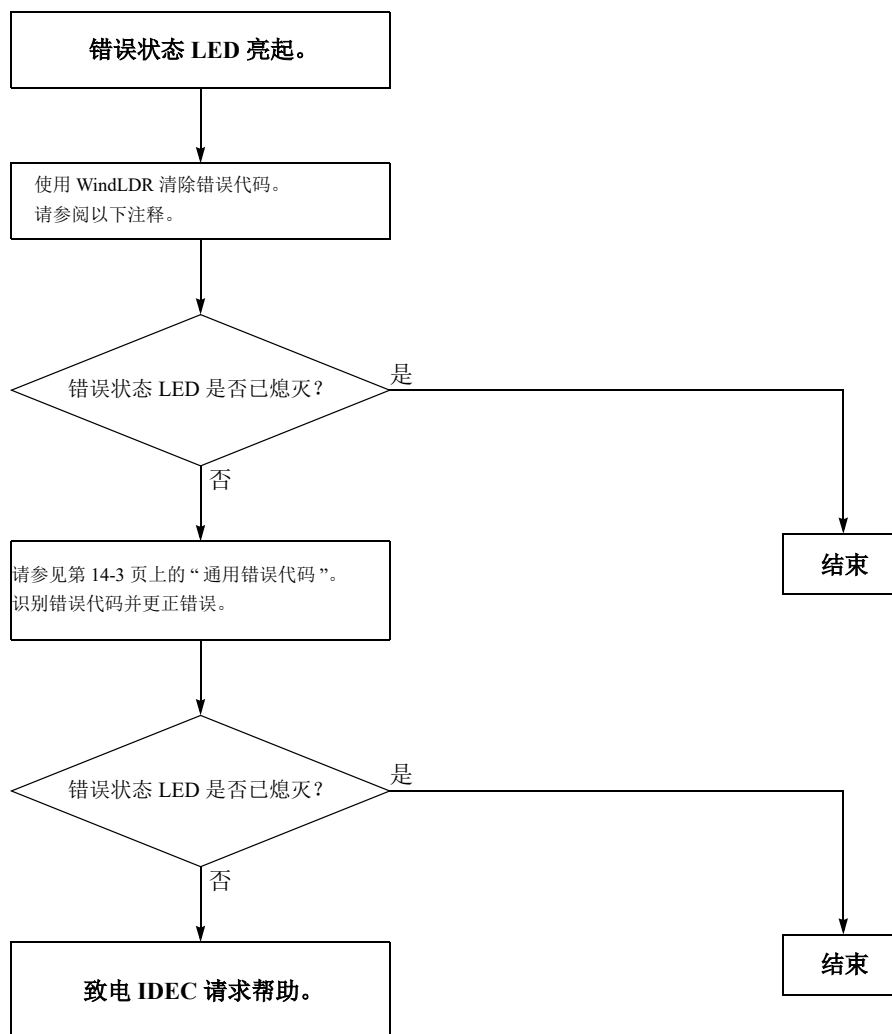 错误状态 LED 亮起。
使用 WindLDR 清除错误代码。
请参阅以下注释。
错误状态 LED 是否已熄灭?
是
否
结束
请参见第 14-3 页上的 “ 通用错误代码 ”。
识别错误代码并更正错误。
错误状态 LED 是否已熄灭?
是
否
结束
致电 IDEC 请求帮助。